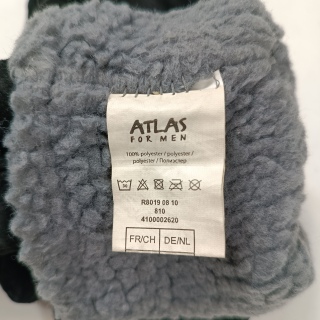 ATLAS
FOR MEN
100% polyester / polyester /
polyester / Полиэстер
R8019 08 10
810
4100002620
FR/CH DE/NL